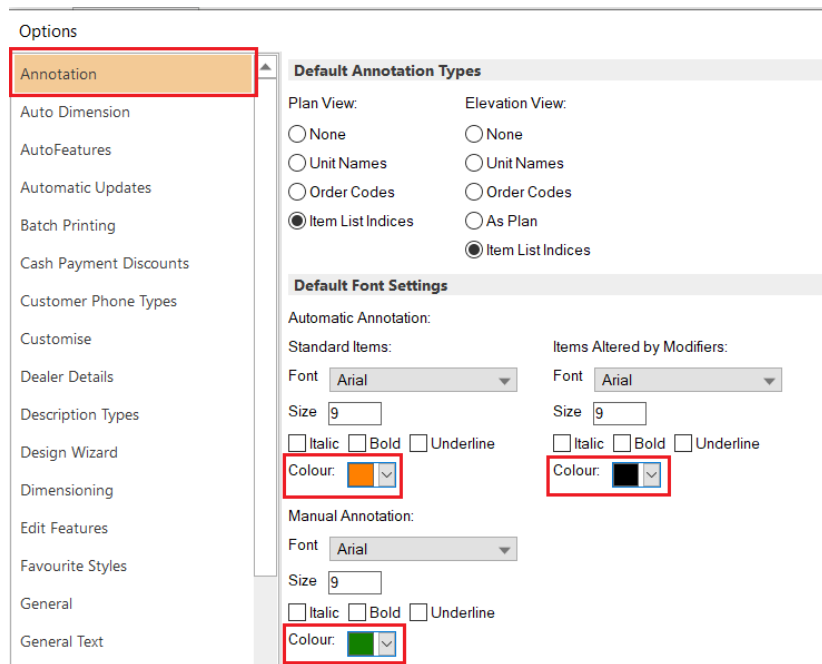 Options
Annotation
Auto Dimension
AutoFeatures
Automatic Updates
Batch Printing
Cash Payment Discounts
Customer Phone Types
Customise
Dealer Details
Description Types
Design Wizard
Dimensioning
Edit Features
Favourite Styles
General
General Text
Default Annotation Types
Plan View: Elevation View:
None None
Unit Names Unit Names
Order Codes Order Codes
Item List Indices As Plan
Item List Indices
Default Font Settings
Automatic Annotation:
Standard Items: Items Altered by Modifiers:
Font Arial Font Arial
Size 9 Size 9
Italic Bold Underline Italic Bold Underline
Colour: Colour:
Manual Annotation:
Font Arial
Size 9
Italic Bold Underline
Colour: